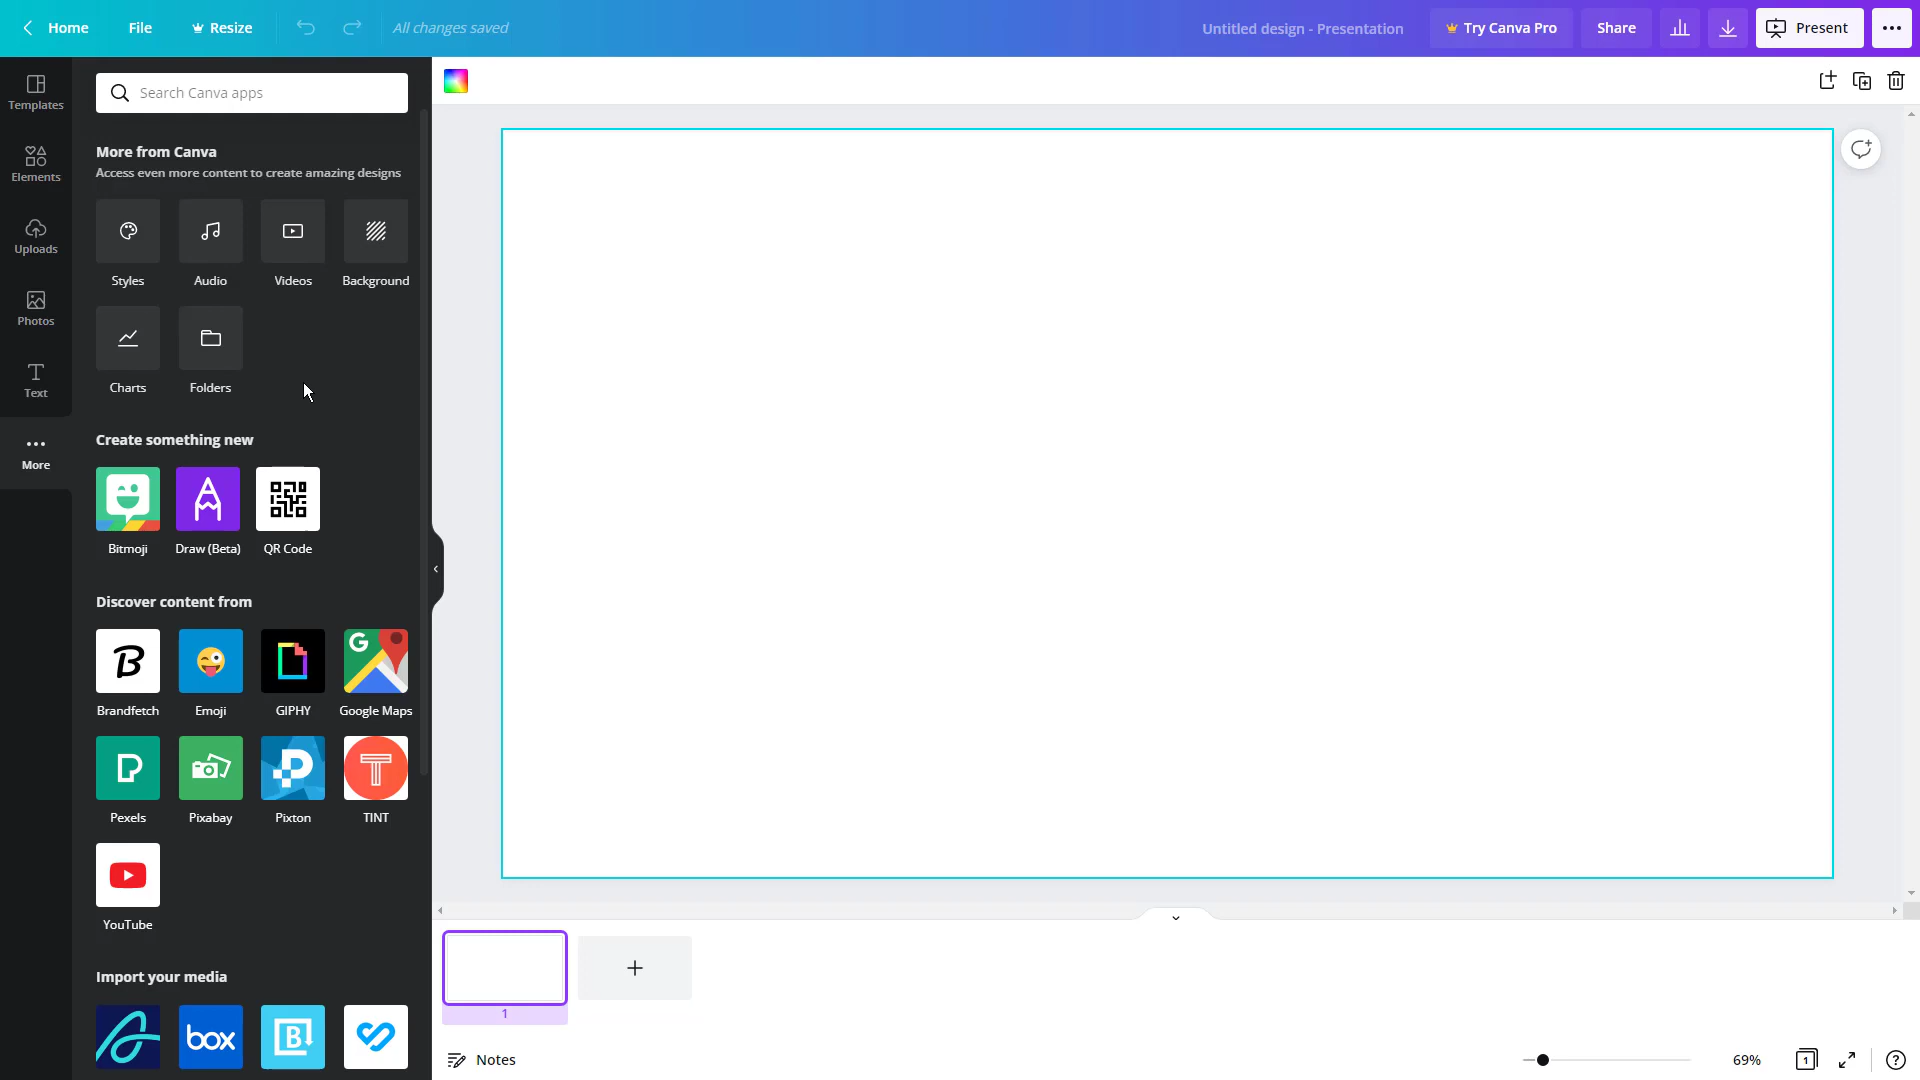 Home File Resize All changes saved Untitled design - Presentation Try Canva Pro Share Present
Templates
Elements
Uploads
Photos
Text
More
Search Canva apps
More from Canva
Access even more content to create amazing designs
Styles Audio Videos Background
Charts Folders
Create something new
Bitmoji Draw (Beta) QR Code
Discover content from
Brandfetch Emoji GIPHY Google Maps
Pexels Pixabay Pixton TINT
YouTube
Import your media
box
1
Notes
69% 1